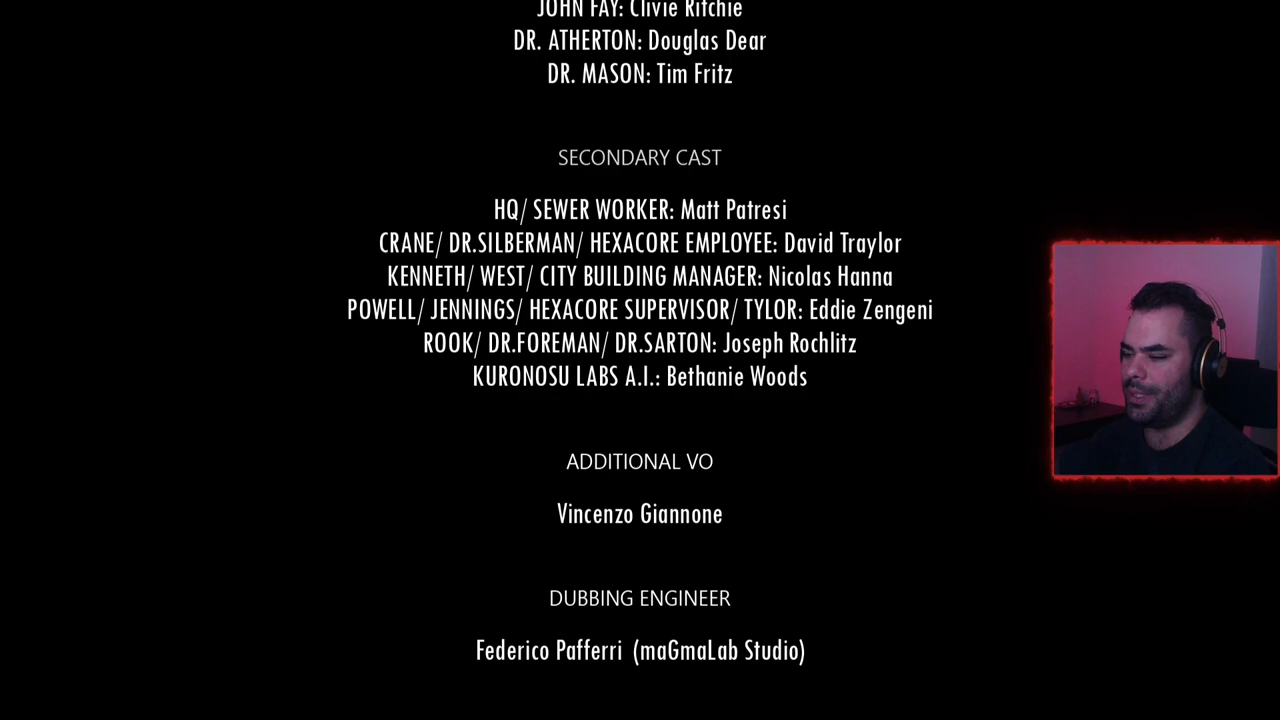 JOHN FAY: Clivie Ritchie
DR. ATHERTON: Douglas Dear
DR. MASON: Tim Fritz
SECONDARY CAST
HQ/ SEWER WORKER: Matt Patresi
CRANE/ DR.SILBERMAN/ HEXACORE EMPLOYEE: David Traylor
KENNETH/ WEST/ CITY BUILDING MANAGER: Nicolas Hanna
POWELL/ JENNINGS/ HEXACORE SUPERVISOR/ TYLOR: Eddie Zengeni
ROOK/ DR.FOREMAN/ DR.SARTON: Joseph Rochlitz
KURONOSU LABS A.I.: Bethanie Woods
ADDITIONAL VO
Vincenzo Giannone
DUBBING ENGINEER
Federico Pafferri (maGmaLab Studio)